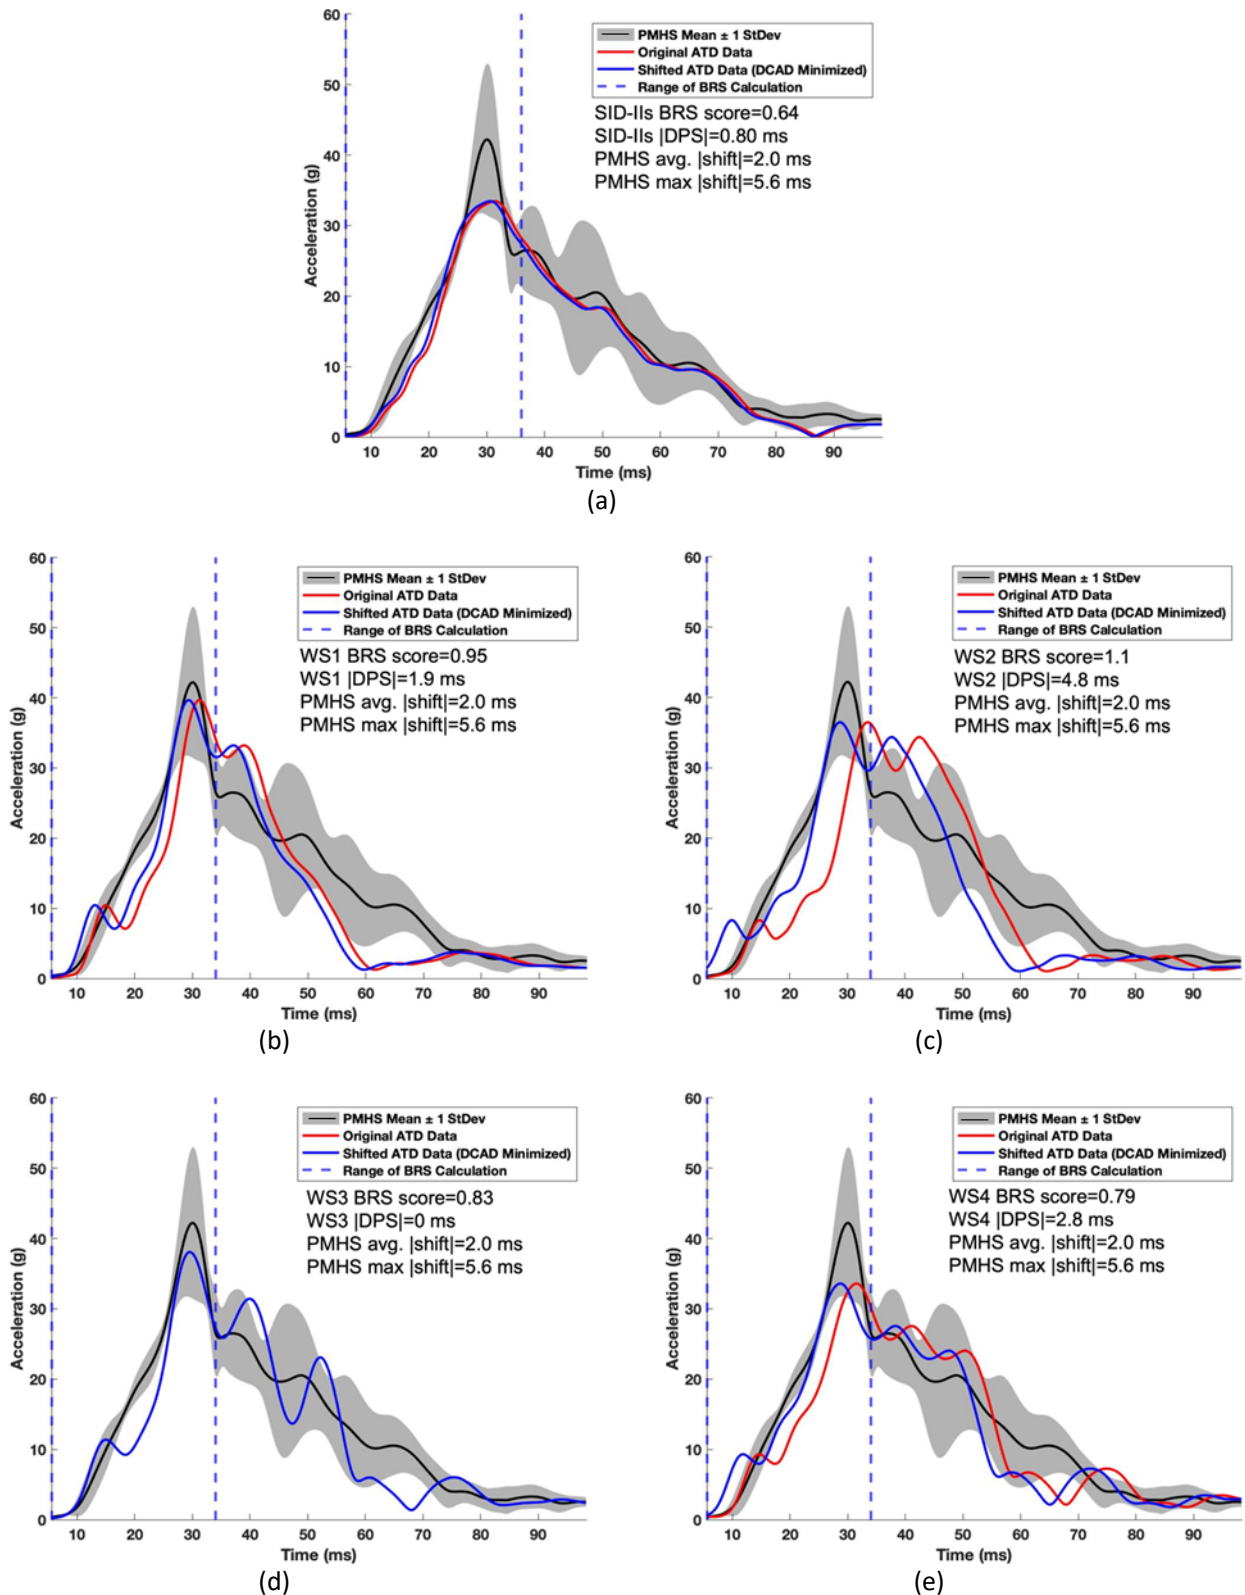 60
50
40
30
20
10
0
Acceleration (g)
10 20 30 40 50 60 70 80 90
Time (ms)
PMHS Mean ± 1 StDev
Original ATD Data
Shifted ATD Data (DCAD Minimized)
Range of BRS Calculation
SID-IIs BRS score=0.64
SID-IIs |DPS|=0.80 ms
PMHS avg. |shift|=2.0 ms
PMHS max |shift|=5.6 ms
(a)
60
50
40
30
20
10
0
Acceleration (g)
10 20 30 40 50 60 70 80 90
Time (ms)
PMHS Mean ± 1 StDev
Original ATD Data
Shifted ATD Data (DCAD Minimized)
Range of BRS Calculation
WS1 BRS score=0.95
WS1 |DPS|=1.9 ms
PMHS avg. |shift|=2.0 ms
PMHS max |shift|=5.6 ms
(b)
60
50
40
30
20
10
0
Acceleration (g)
10 20 30 40 50 60 70 80 90
Time (ms)
PMHS Mean ± 1 StDev
Original ATD Data
Shifted ATD Data (DCAD Minimized)
Range of BRS Calculation
WS2 BRS score=1.1
WS2 |DPS|=4.8 ms
PMHS avg. |shift|=2.0 ms
PMHS max |shift|=5.6 ms
(c)
60
50
40
30
20
10
0
Acceleration (g)
10 20 30 40 50 60 70 80 90
Time (ms)
PMHS Mean ± 1 StDev
Original ATD Data
Shifted ATD Data (DCAD Minimized)
Range of BRS Calculation
WS3 BRS score=0.83
WS3 |DPS|=0 ms
PMHS avg. |shift|=2.0 ms
PMHS max |shift|=5.6 ms
(d)
60
50
40
30
20
10
0
Acceleration (g)
10 20 30 40 50 60 70 80 90
Time (ms)
PMHS Mean ± 1 StDev
Original ATD Data
Shifted ATD Data (DCAD Minimized)
Range of BRS Calculation
WS4 BRS score=0.79
WS4 |DPS|=2.8 ms
PMHS avg. |shift|=2.0 ms
PMHS max |shift|=5.6 ms
(e)